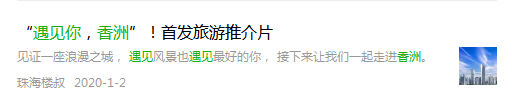 “遇见你，香洲”！首发旅游推介片
见证一座浪漫之城， 遇见风景也遇见最好的你， 接下来让我们一起走进香洲。
珠海楼叔 2020-1-2